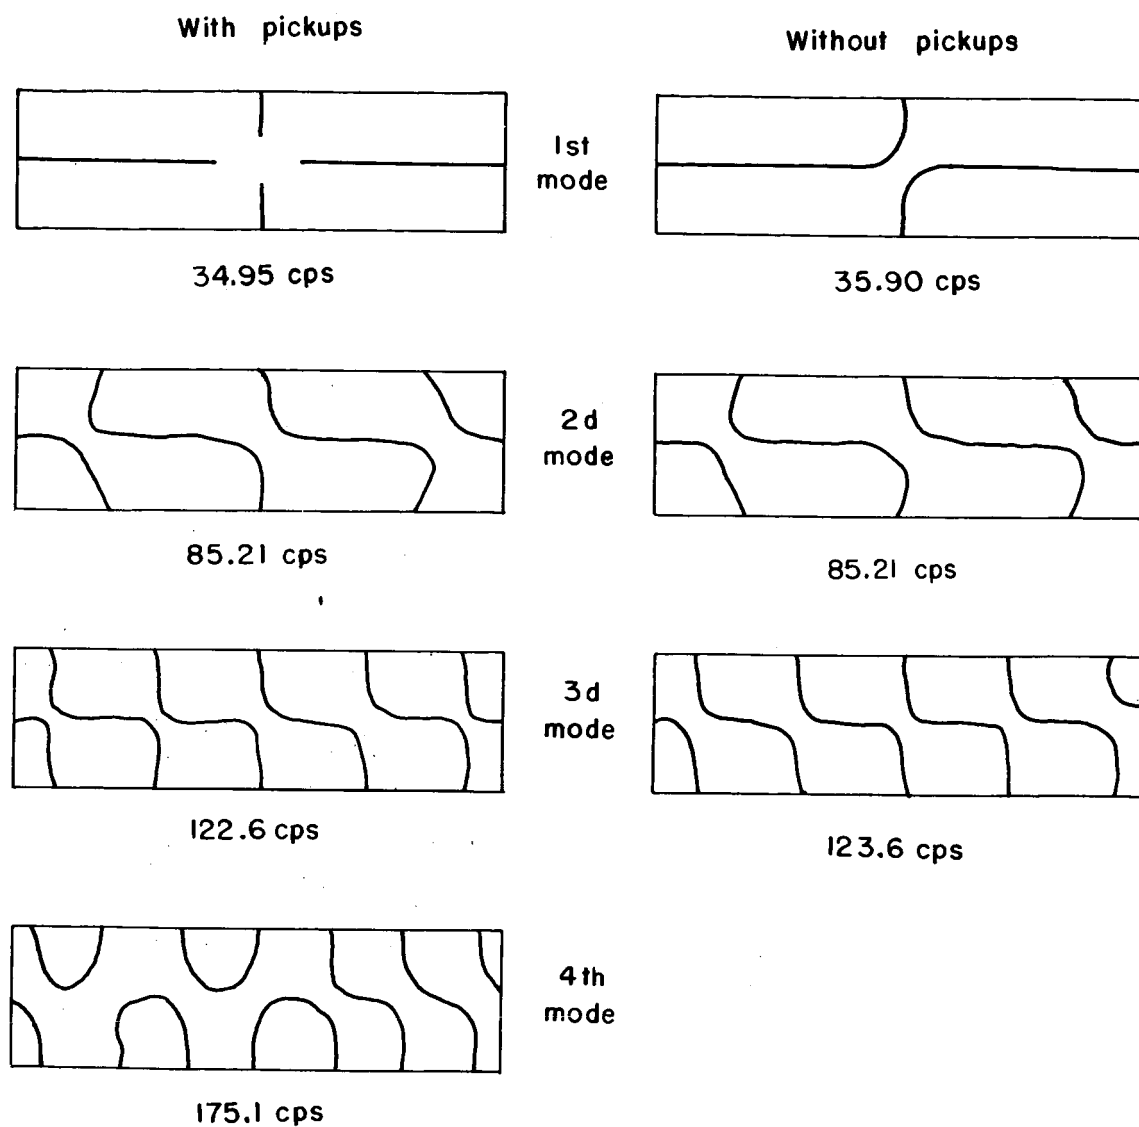 With pickups
Without pickups
1st
mode
34.95 cps
35.90 cps
2d
mode
85.21 cps
85.21 cps
3d
mode
122.6 cps
123.6 cps
4th
mode
175.1 cps